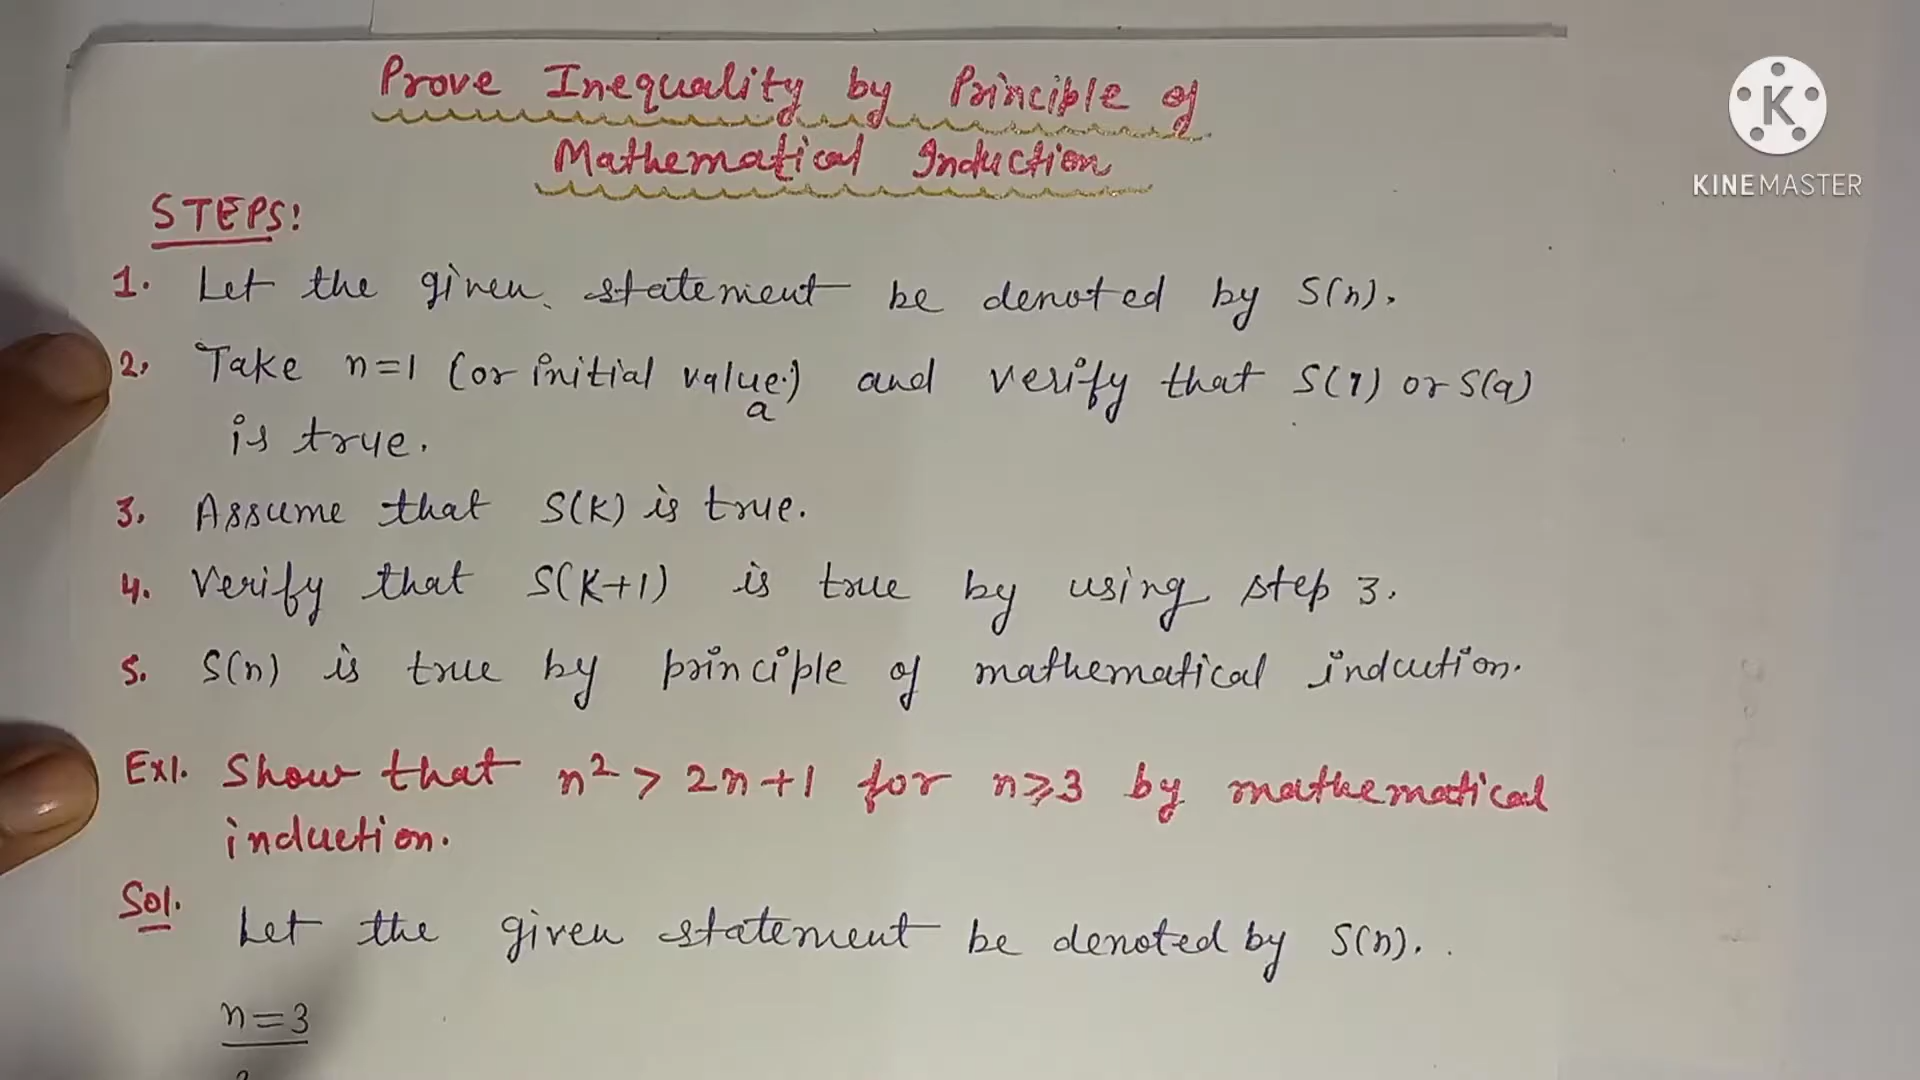 Prove Inequality by Principle of
Mathematical Induction
KINEMASTER
STEPS:
1. Let the given statement be denoted by S(n).
2. Take n=1 (or initial value) and verify that S(1) or S(a)
a
is true.
3. Assume that S(K) is true.
4. Verify that S(K+1) is true by using step 3.
5. S(n) is true by principle of mathematical indcution.
Ex1. Show that n² > 2n+1 for n⩾3 by mathematical
induction.
Sol. Let the given statement be denoted by S(n).
n=3